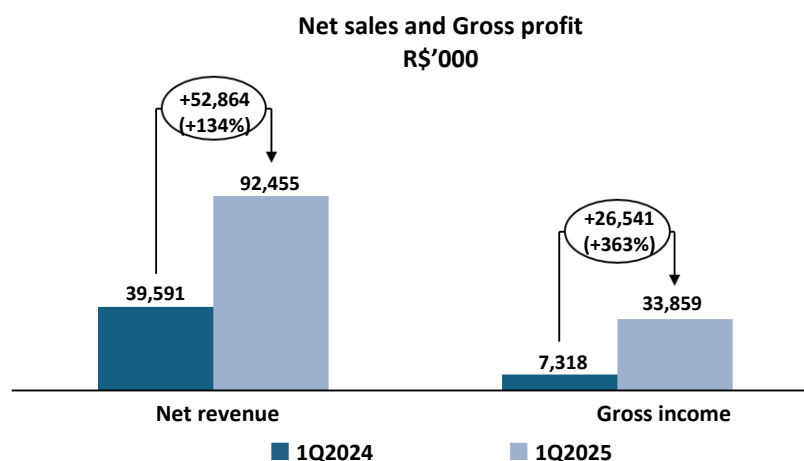 Net sales and Gross profit
R$’000
+52,864
(+134%)
92,455
39,591
+26,541
(+363%)
33,859
7,318
Net revenue
Gross income
1Q2024
1Q2025